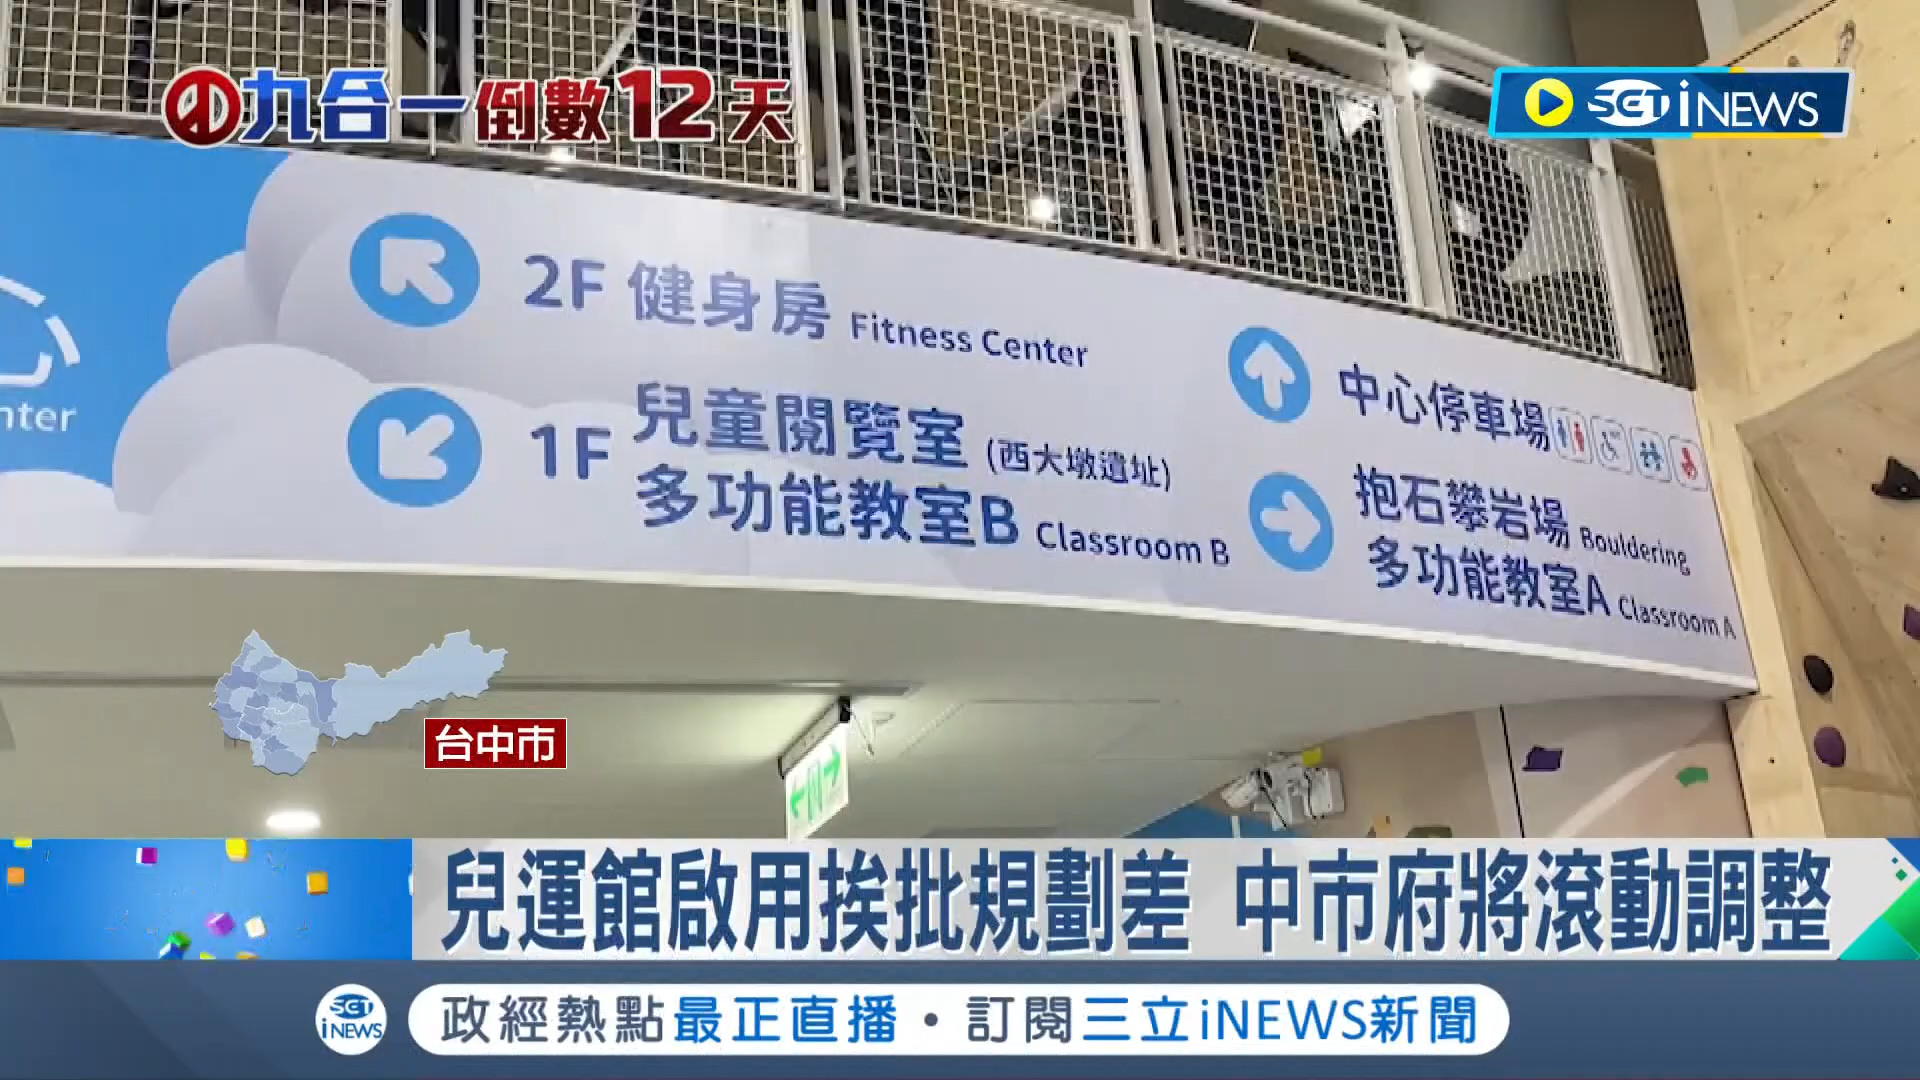 九合一倒數12天
SETiNEWS
2F 健身房 Fitness Center
1F 兒童閱覽室 (西大墩遺址)
多功能教室B Classroom B
中心停車場
抱石攀岩場 Bouldering
多功能教室A Classroom A
nter
台中市
兒運館啟用挨批規劃差 中市府將滾動調整
SET
iNEWS
政經熱點最正直播・訂閱三立iNEWS新聞